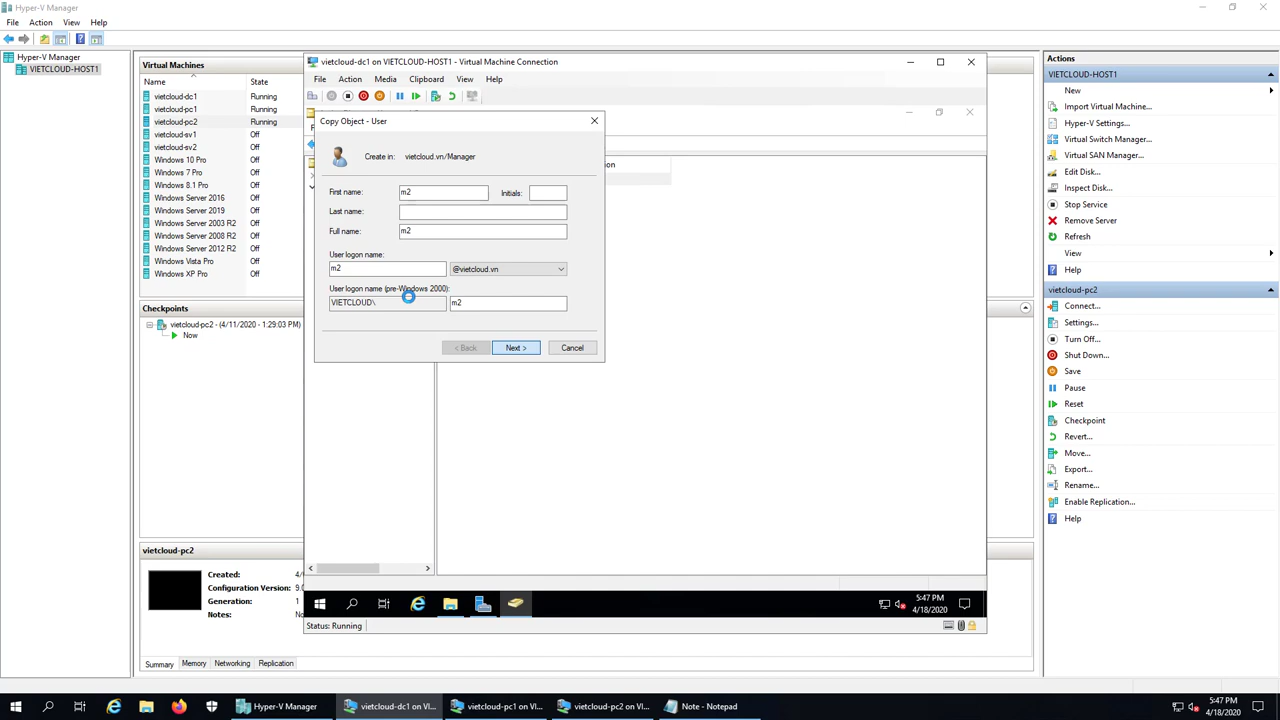 Hyper-V Manager
File Action View Help
Hyper-V Manager
VIETCLOUD-HOST1
Virtual Machines
Name State
vietcloud-dc1 Running
vietcloud-pc1 Running
vietcloud-pc2 Running
vietcloud-sv1 Off
vietcloud-sv2 Off
Windows 10 Pro Off
Windows 7 Pro Off
Windows 8.1 Pro Off
Windows Server 2016 Off
Windows Server 2019 Off
Windows Server 2003 R2 Off
Windows Server 2008 R2 Off
Windows Server 2012 R2 Off
Windows Vista Pro Off
Windows XP Pro Off
Checkpoints
vietcloud-pc2 - (4/11/2020 - 1:29:03 PM)
Now
vietcloud-pc2
Created: 4/
Configuration Version: 9.0
Generation: 1
Notes: No
Summary Memory Networking Replication
vietcloud-dc1 on VIETCLOUD-HOST1 - Virtual Machine Connection
File Action Media Clipboard View Help
Copy Object - User
Create in: vietcloud.vn/Manager
First name: m2 Initials:
Last name:
Full name: m2
User logon name:
m2 @vietcloud.vn
User logon name (pre-Windows 2000):
VIETCLOUD\ m2
< Back Next > Cancel
5:47 PM
4/18/2020
Status: Running
Actions
VIETCLOUD-HOST1
New
Import Virtual Machine...
Hyper-V Settings...
Virtual Switch Manager...
Virtual SAN Manager...
Edit Disk...
Inspect Disk...
Stop Service
Remove Server
Refresh
View
Help
vietcloud-pc2
Connect...
Settings...
Turn Off...
Shut Down...
Save
Pause
Reset
Checkpoint
Revert...
Move...
Export...
Rename...
Enable Replication...
Help
Hyper-V Manager vietcloud-dc1 on VI... vietcloud-pc1 on VI... vietcloud-pc2 on VI... Note - Notepad
5:47 PM
4/18/2020